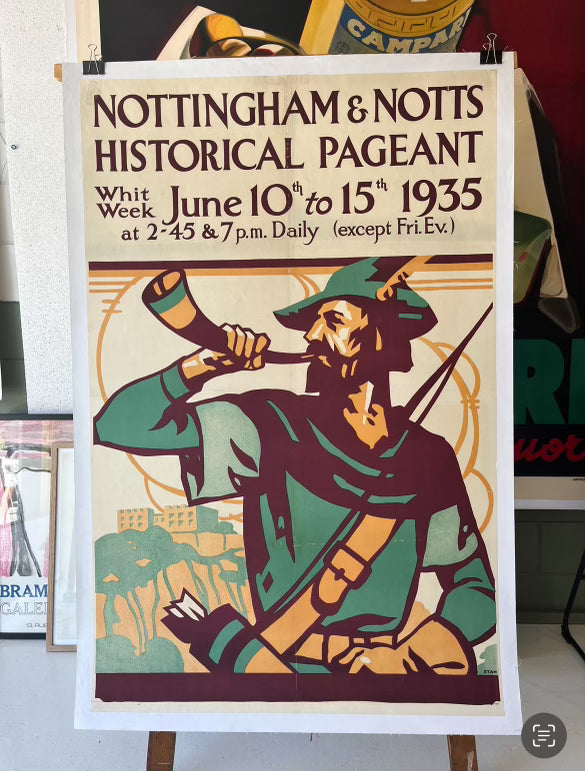 CAMPARI
NOTTINGHAM & NOTTS
HISTORICAL PAGEANT
Whit Week June 10th to 15th 1935
at 2-45 & 7 p.m. Daily (except Fri. Ev.)
BRAM
GALE